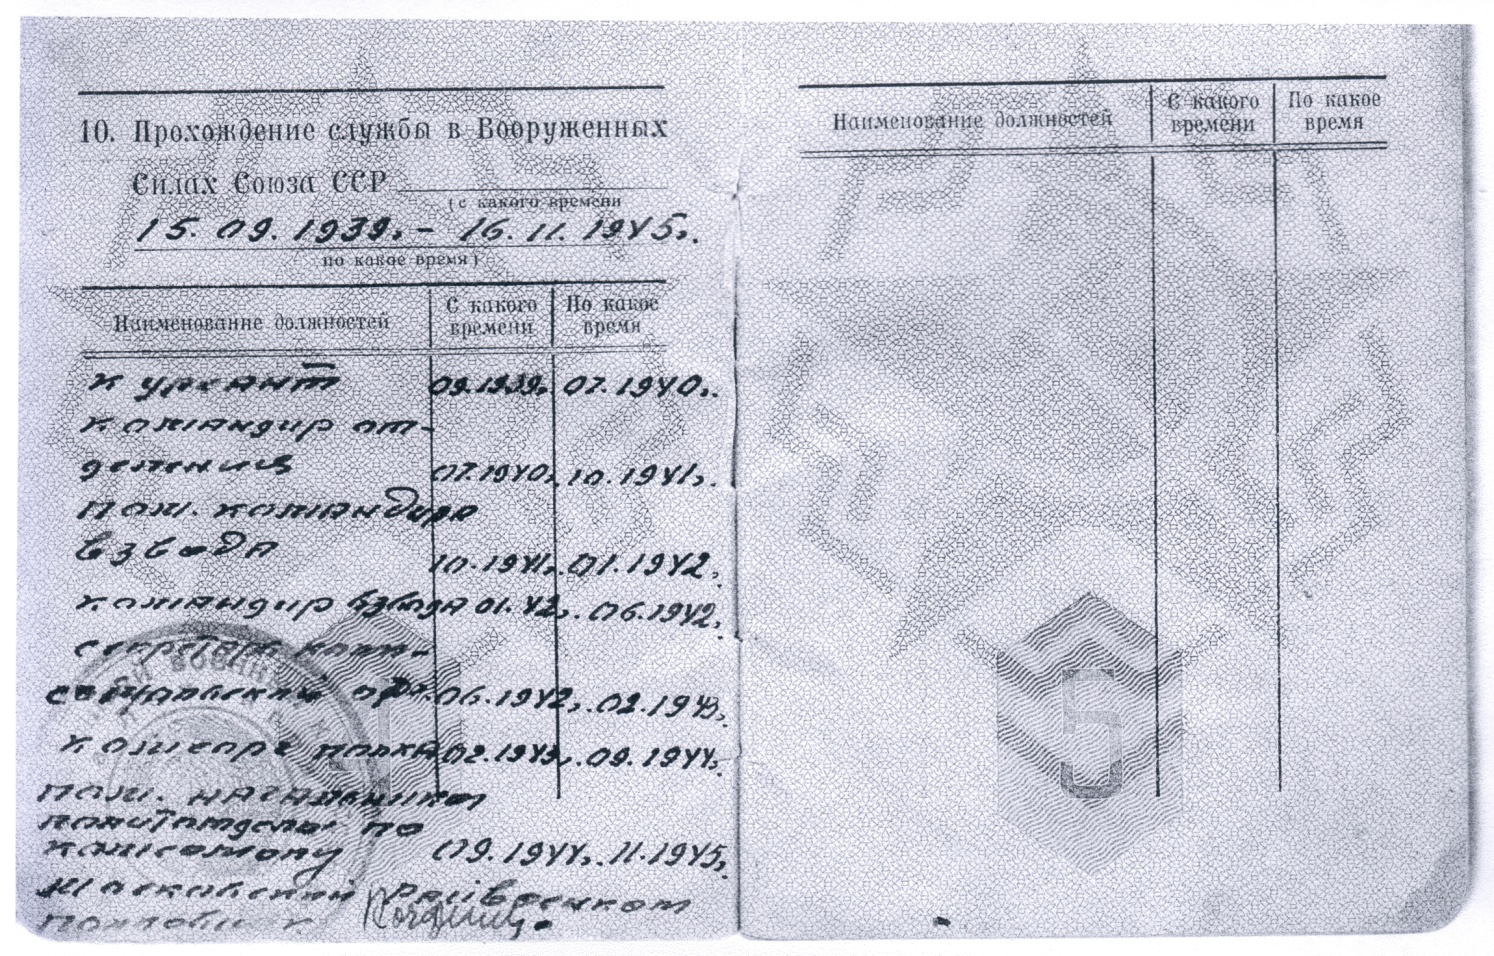 10. Прохождение службы в Вооруженных
Силах Союза ССР
(с какого времени
15. 09. 1939. – 16. 11. 1945.
по какое время)
Наименование должностей С какого времени По какое время
курсант 09.1939. 07.1940.
командир от-
деления 07.1940. 10.1941.
пом. командира
взвода 10.1941. 01.1942.
командир взвода 01.42. 06.1942.
секретарь комс-
06.1942. 02.1943.
комсорг полка 02.1943. 09.1944.
пом. начальника
политотдела по
комсомолу 09.1944. 11.1945.
Московский райвоенком
подполковник
Наименование должностей С какого времени По какое время
5